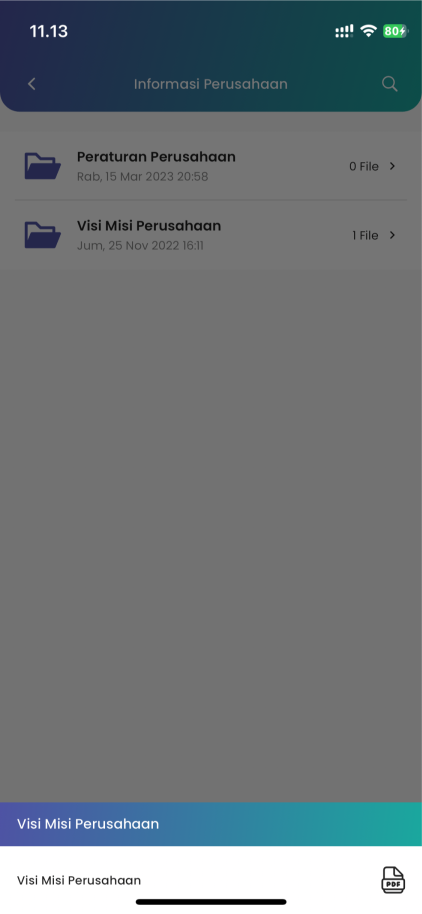 11.13
80
Informasi Perusahaan
Peraturan Perusahaan
Rab, 15 Mar 2023 20:58
0 File
Visi Misi Perusahaan
Jum, 25 Nov 2022 16:11
1 File
Visi Misi Perusahaan
Visi Misi Perusahaan
PDF